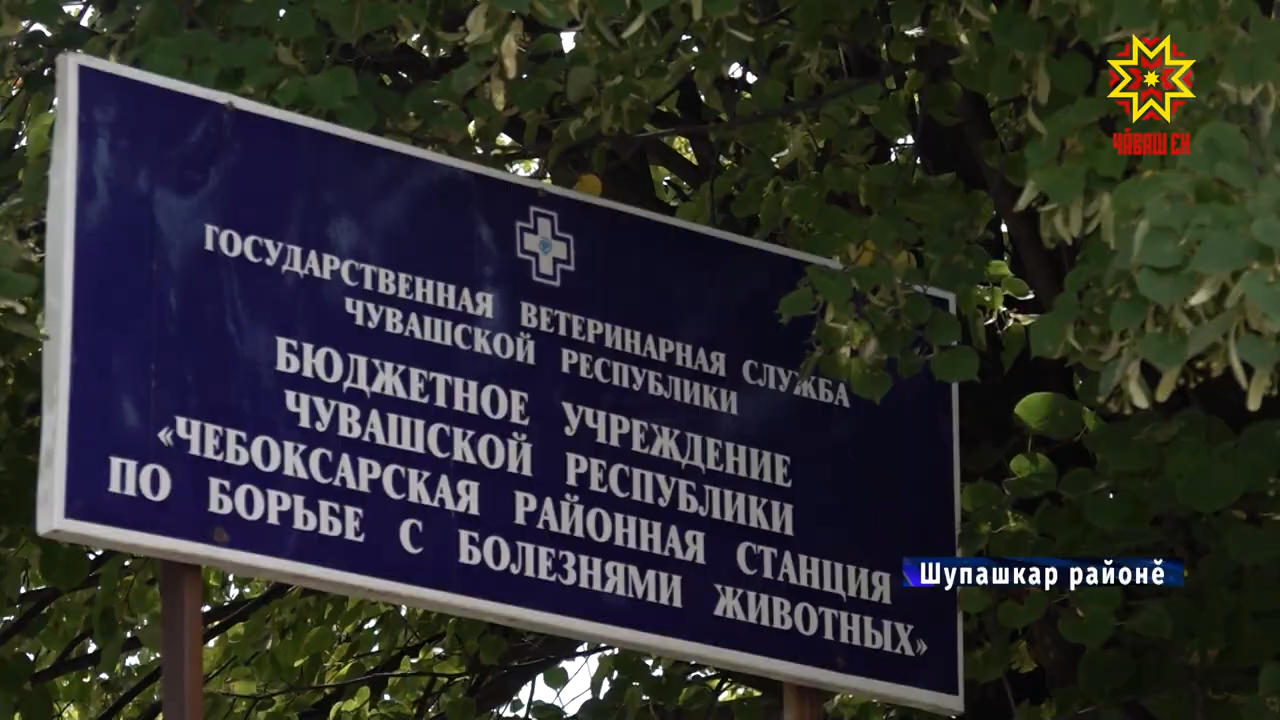 ЧӐВАШ ЕН
ГОСУДАРСТВЕННАЯ ВЕТЕРИНАРНАЯ СЛУЖБА
ЧУВАШСКОЙ РЕСПУБЛИКИ
БЮДЖЕТНОЕ УЧРЕЖДЕНИЕ
ЧУВАШСКОЙ РЕСПУБЛИКИ
«ЧЕБОКСАРСКАЯ РАЙОННАЯ СТАНЦИЯ
ПО БОРЬБЕ С БОЛЕЗНЯМИ ЖИВОТНЫХ»
Шупашкар районӗ